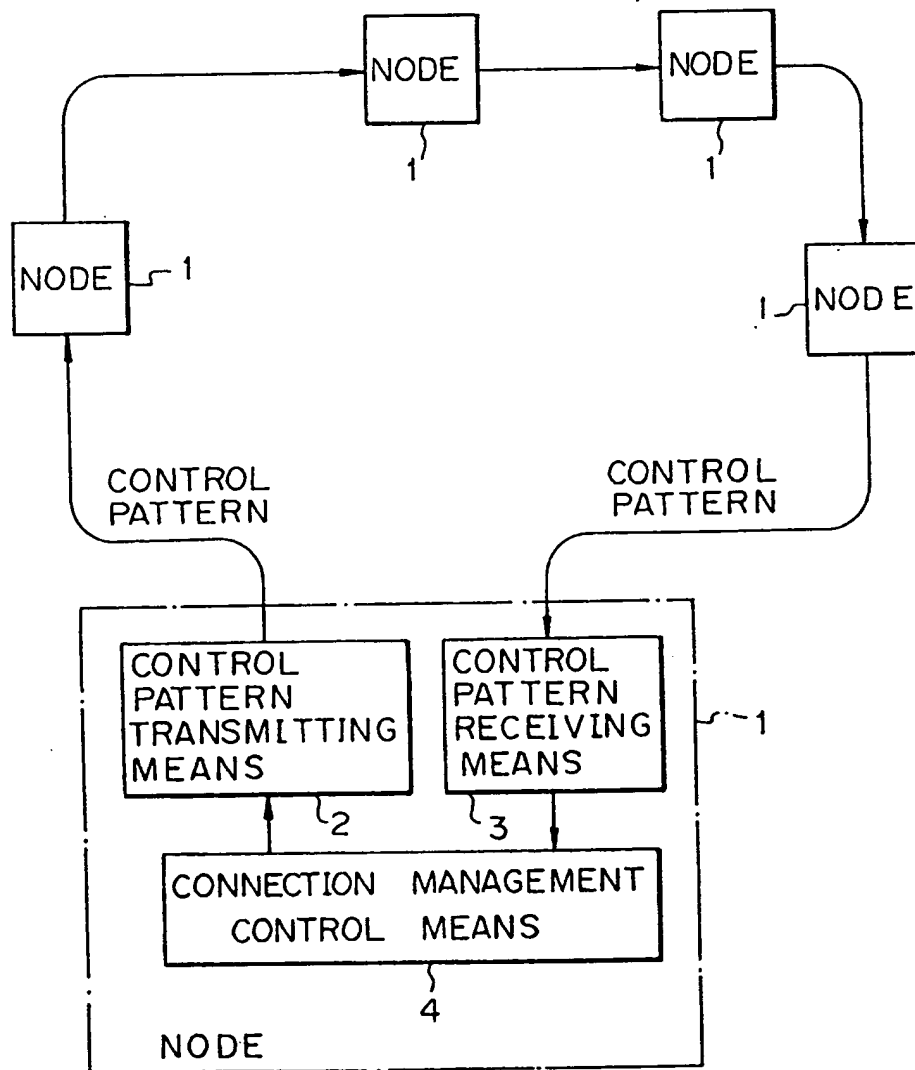 NODE
NODE
1
1
NODE
1
NODE
1
CONTROL
PATTERN
CONTROL
PATTERN
CONTROL
PATTERN
TRANSMITTING
MEANS
CONTROL
PATTERN
RECEIVING
MEANS
1
2
3
CONNECTION MANAGEMENT
CONTROL MEANS
4
NODE